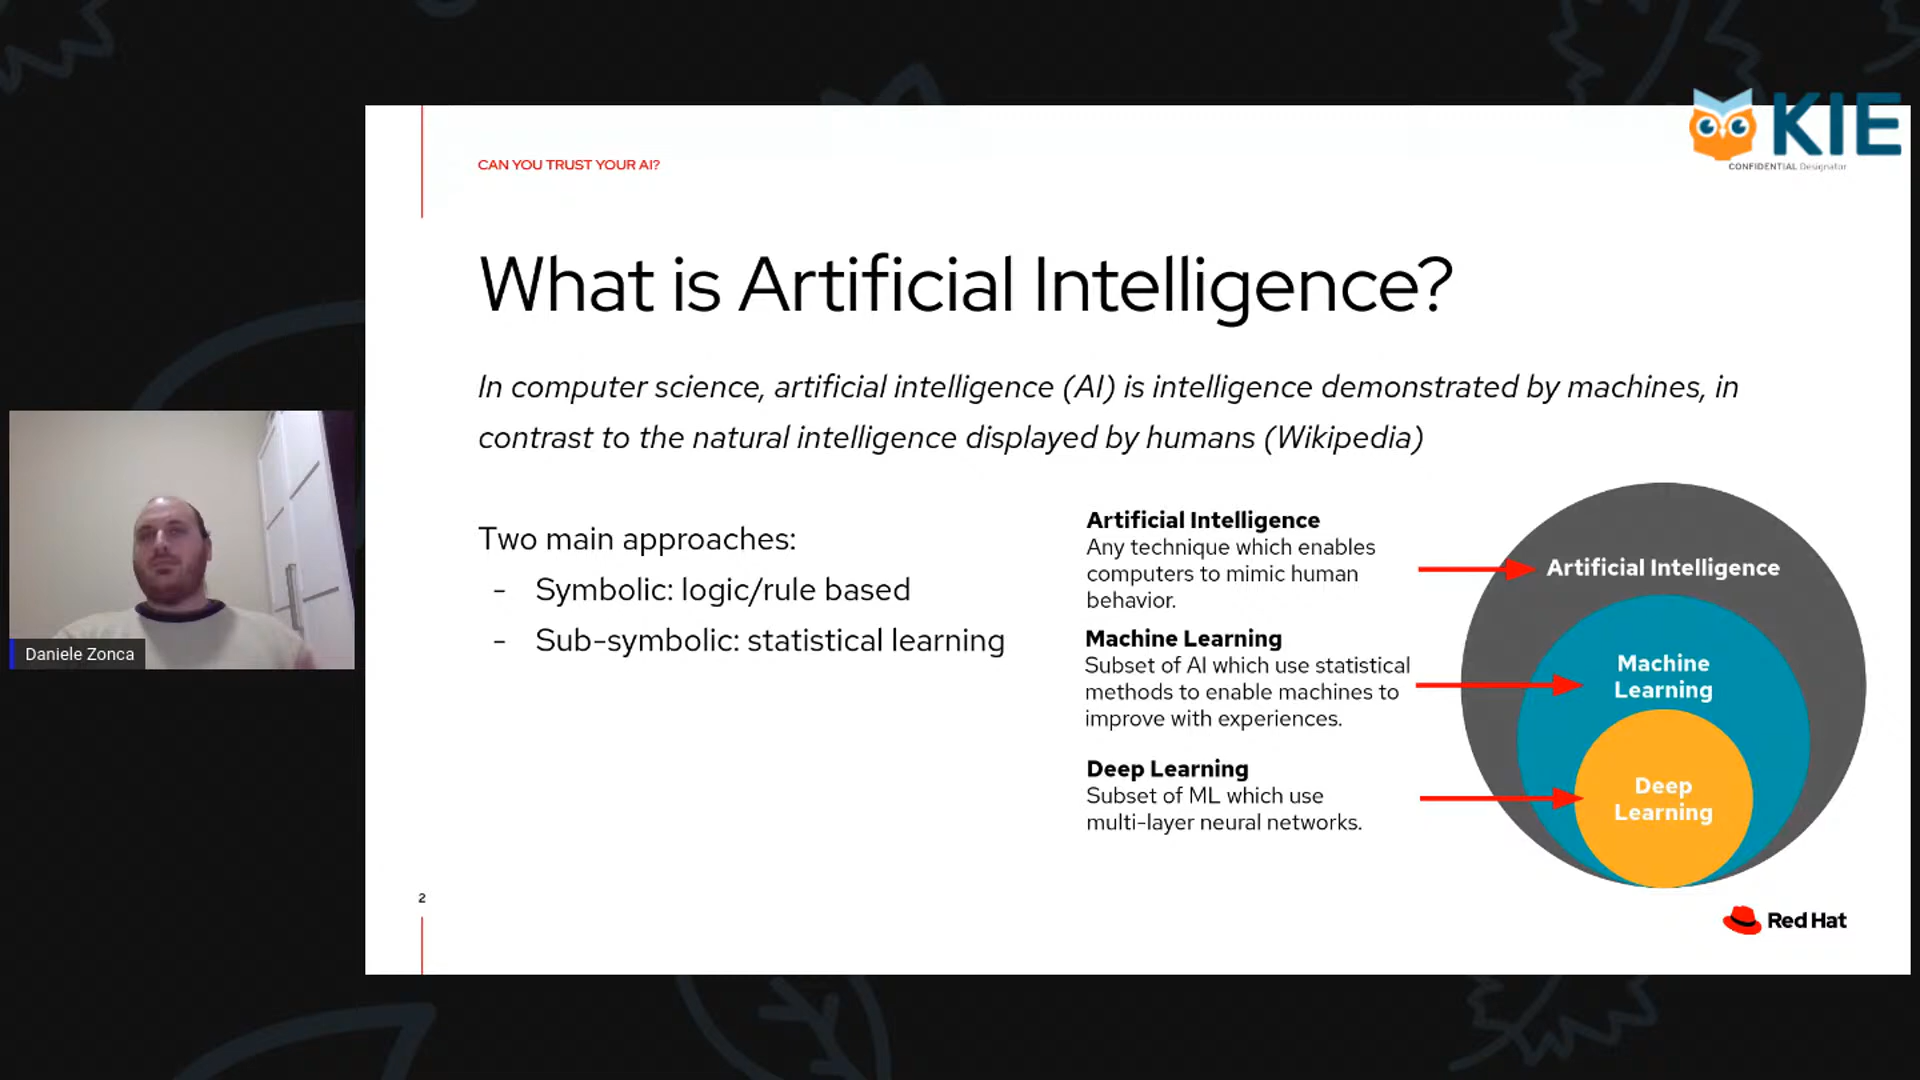 KIE
CONFIDENTIAL Designator
CAN YOU TRUST YOUR AI?
What is Artificial Intelligence?
In computer science, artificial intelligence (AI) is intelligence demonstrated by machines, in
contrast to the natural intelligence displayed by humans (Wikipedia)
Two main approaches:
- Symbolic: logic/rule based
- Sub-symbolic: statistical learning
Artificial Intelligence
Any technique which enables
computers to mimic human
behavior.
Machine Learning
Subset of AI which use statistical
methods to enable machines to
improve with experiences.
Deep Learning
Subset of ML which use
multi-layer neural networks.
Artificial Intelligence
Machine
Learning
Deep
Learning
Daniele Zonca
2
Red Hat